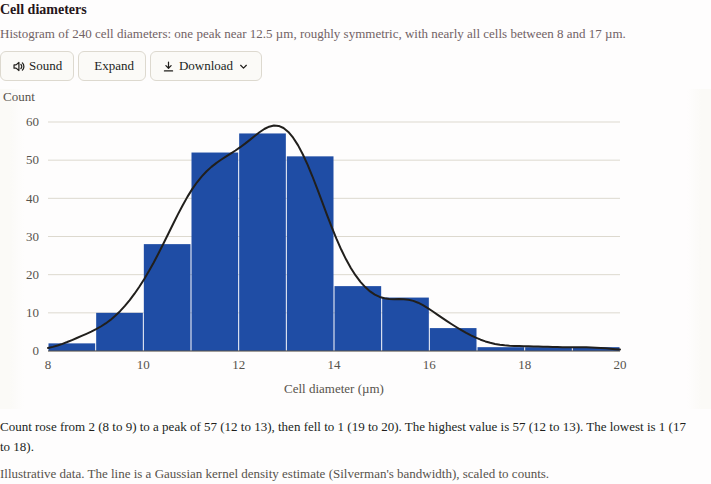 Cell diameters
Histogram of 240 cell diameters: one peak near 12.5 µm, roughly symmetric, with nearly all cells between 8 and 17 µm.
Sound Expand Download
Count
60
50
40
30
20
10
0
8 10 12 14 16 18 20
Cell diameter (µm)
Count rose from 2 (8 to 9) to a peak of 57 (12 to 13), then fell to 1 (19 to 20). The highest value is 57 (12 to 13). The lowest is 1 (17
to 18).
Illustrative data. The line is a Gaussian kernel density estimate (Silverman's bandwidth), scaled to counts.